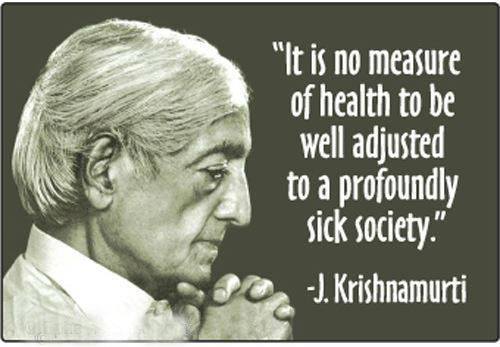 "It is no measure
of health to be
well adjusted
to a profoundly
sick society."
-J. Krishnamurti